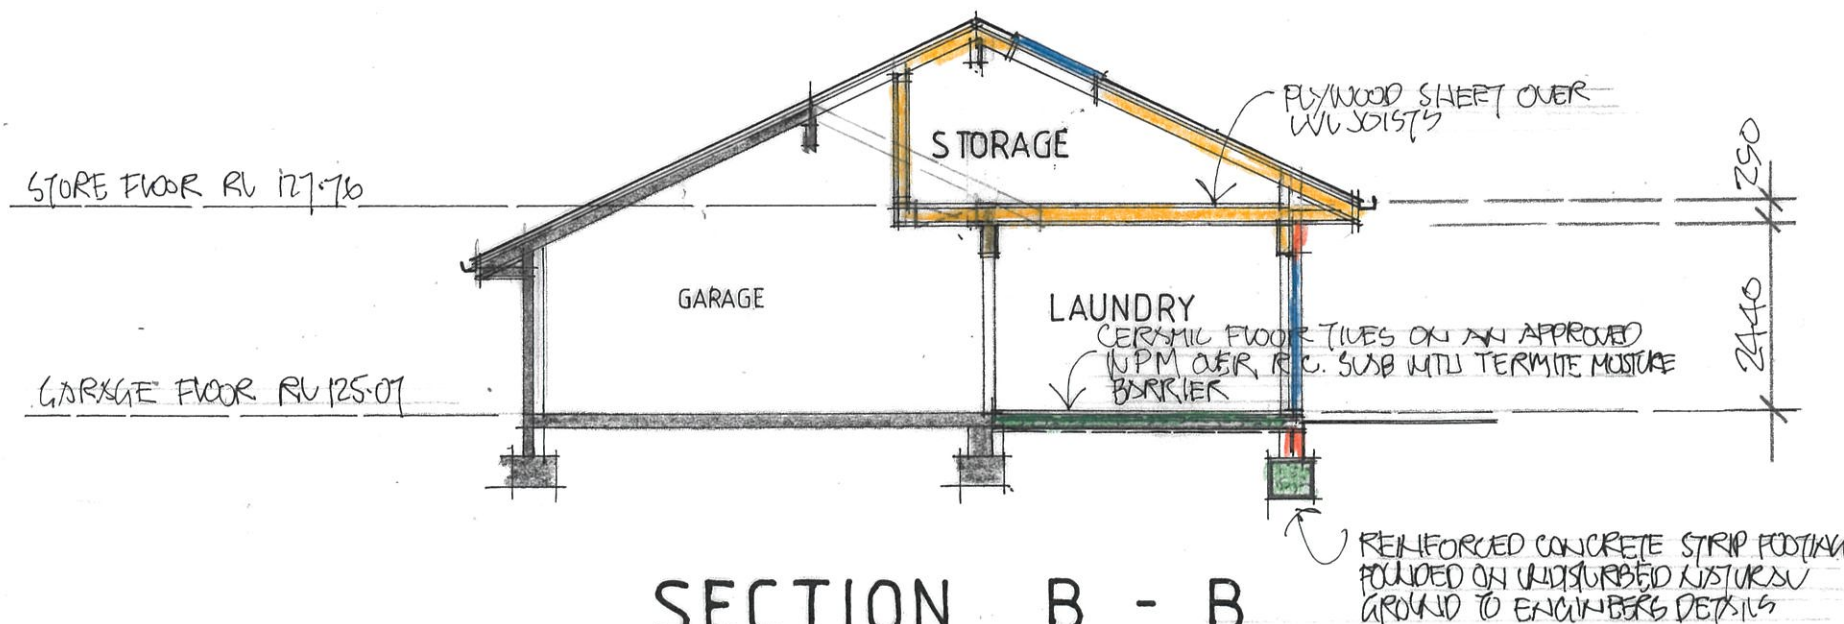 PLYWOOD SHEET OVER
LVL JOISTS
STORAGE
STORE FLOOR RL 127.76
250
GARAGE
LAUNDRY
2440
CERAMIC FLOOR TILES ON AN APPROVED
WPM OVER R.C. SLAB WITH TERMITE MOISTURE
BARRIER
GARAGE FLOOR RL 125.07
REINFORCED CONCRETE STRIP FOOTING
FOUNDED ON UNDISTURBED NATURAL
GROUND TO ENGINEERS DETAILS
SECTION B - B